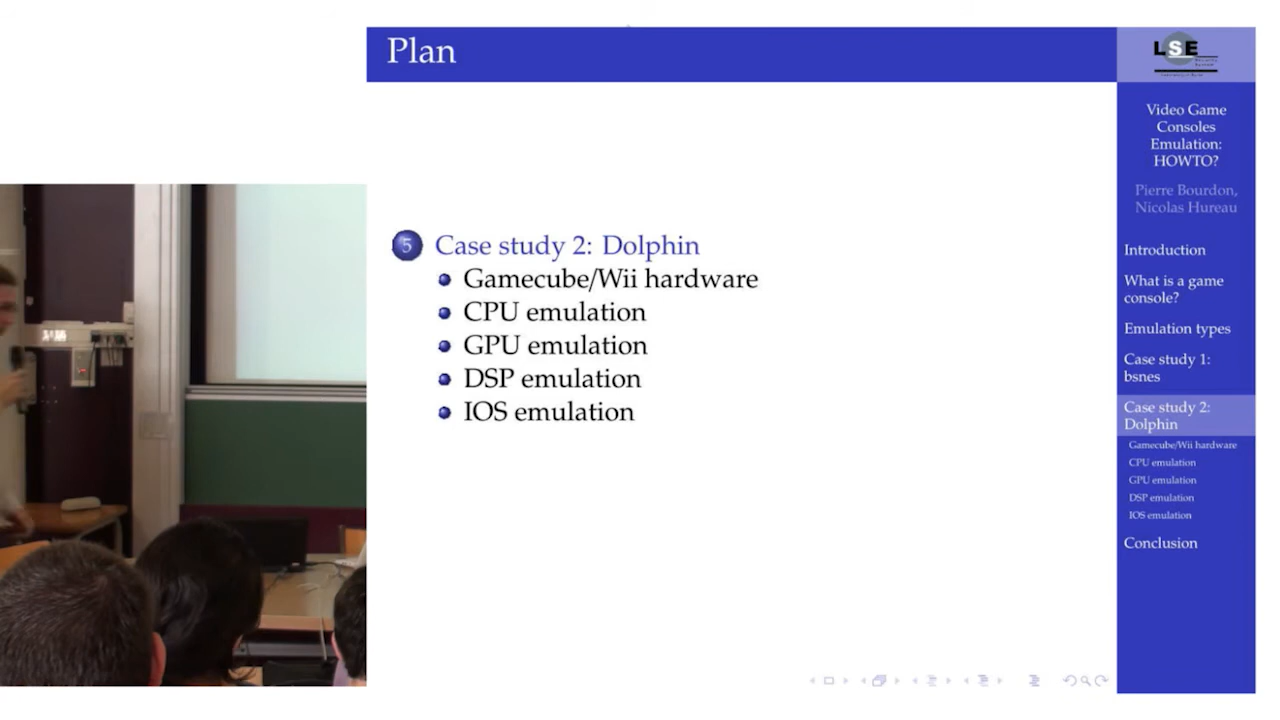 Plan
5 Case study 2: Dolphin
Gamecube/Wii hardware
CPU emulation
GPU emulation
DSP emulation
IOS emulation
LSE
Video Game
Consoles
Emulation:
HOWTO?
Pierre Bourdon,
Nicolas Hureau
Introduction
What is a game
console?
Emulation types
Case study 1:
bsnes
Case study 2:
Dolphin
Gamecube/Wii hardware
CPU emulation
GPU emulation
DSP emulation
IOS emulation
Conclusion